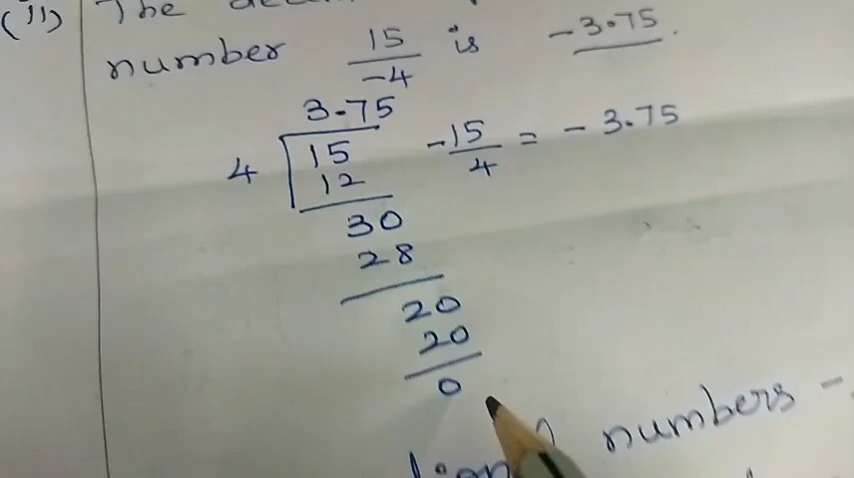 (ii) The
number 15/-4 is -3.75.
3.75
4 15 -15/4 = -3.75
12
30
28
20
20
0
numbers -